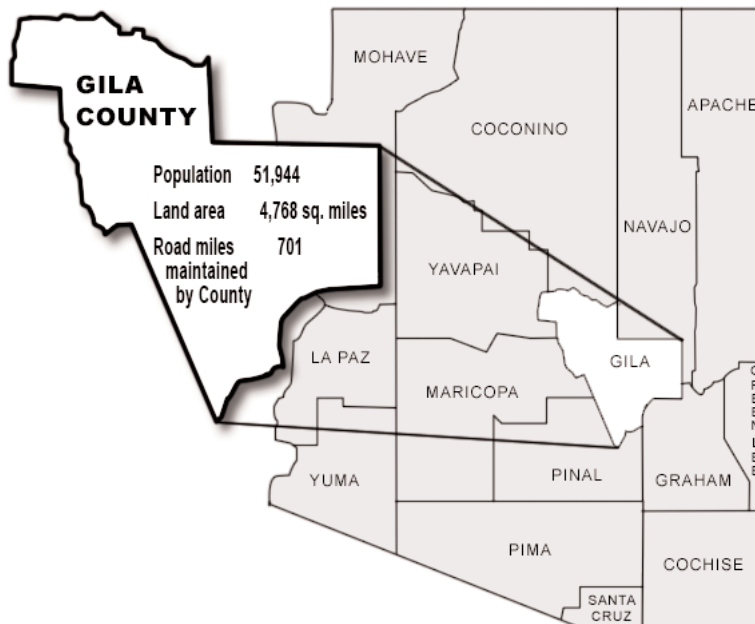 GILA
COUNTY
Population 51,944
Land area 4,768 sq. miles
Road miles 701
maintained
by County
MOHAVE
COCONINO
APACHE
NAVAJO
YAVAPAI
GILA
LA PAZ
MARICOPA
GREENLEE
YUMA
PINAL
GRAHAM
PIMA
COCHISE
SANTA
CRUZ